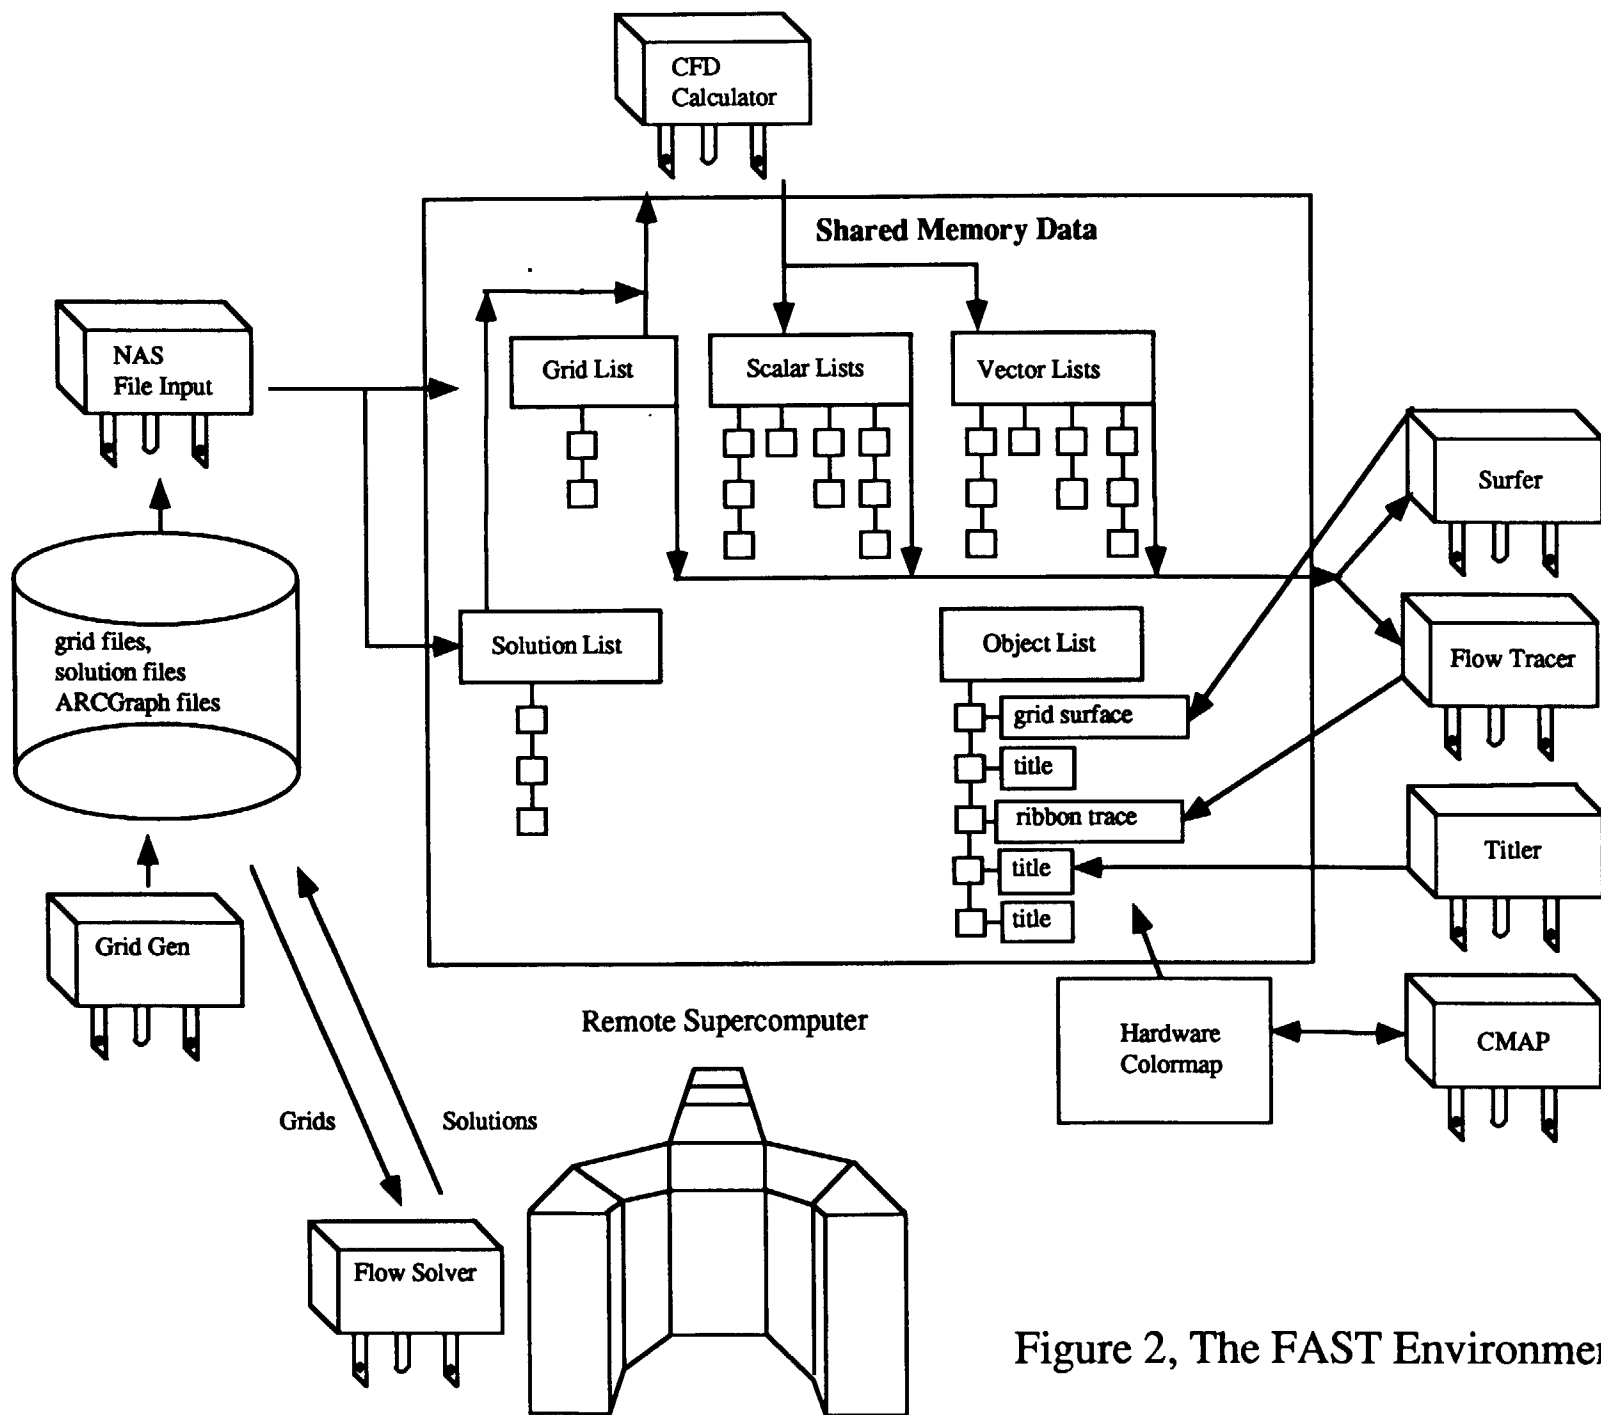 CFD
Calculator
Shared Memory Data
NAS
File Input
Grid List
Scalar Lists
Vector Lists
Surfer
grid files,
solution files
ARCGraph files
Solution List
Object List
Flow Tracer
grid surface
title
ribbon trace
Titler
title
title
Grid Gen
Remote Supercomputer
Hardware
Colormap
CMAP
Grids
Solutions
Flow Solver
Figure 2, The FAST Environme